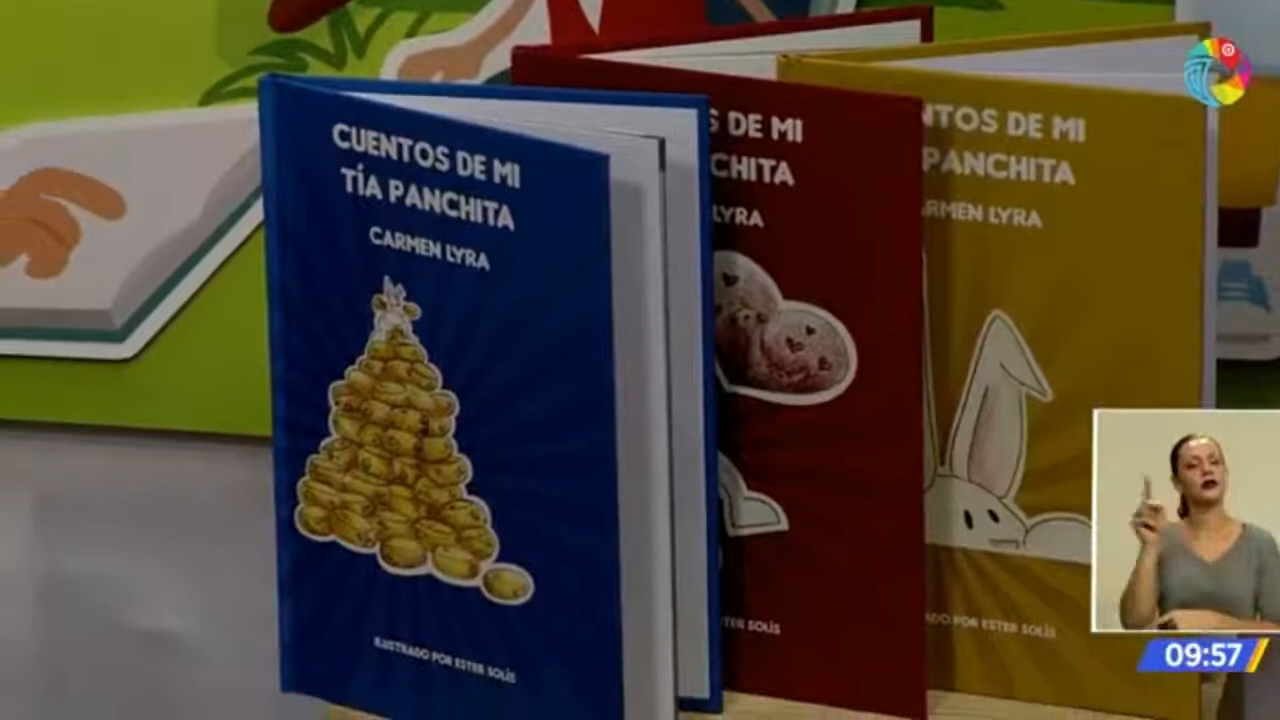 CUENTOS DE MI
TÍA PANCHITA
CARMEN LYRA
ILUSTRADO POR ESTER SOLÍS
S DE MI
CHITA
LYRA
TER SOLÍS
NTOS DE MI
PANCHITA
RMEN LYRA
ADO POR ESTER SOLÍS
09:57